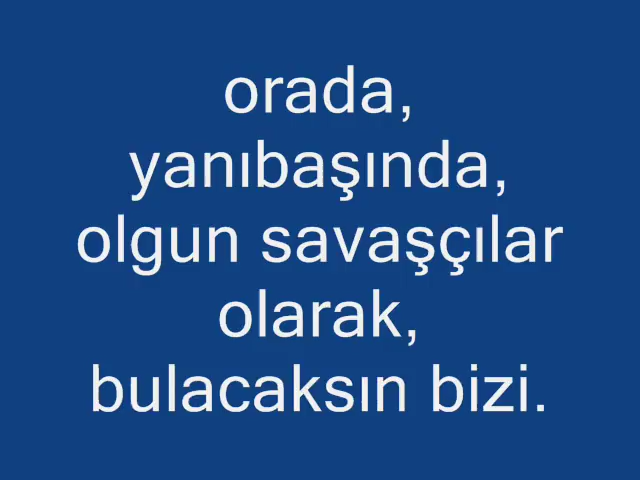 orada,
yanıbaşında,
olgun savaşçılar
olarak,
bulacaksın bizi.